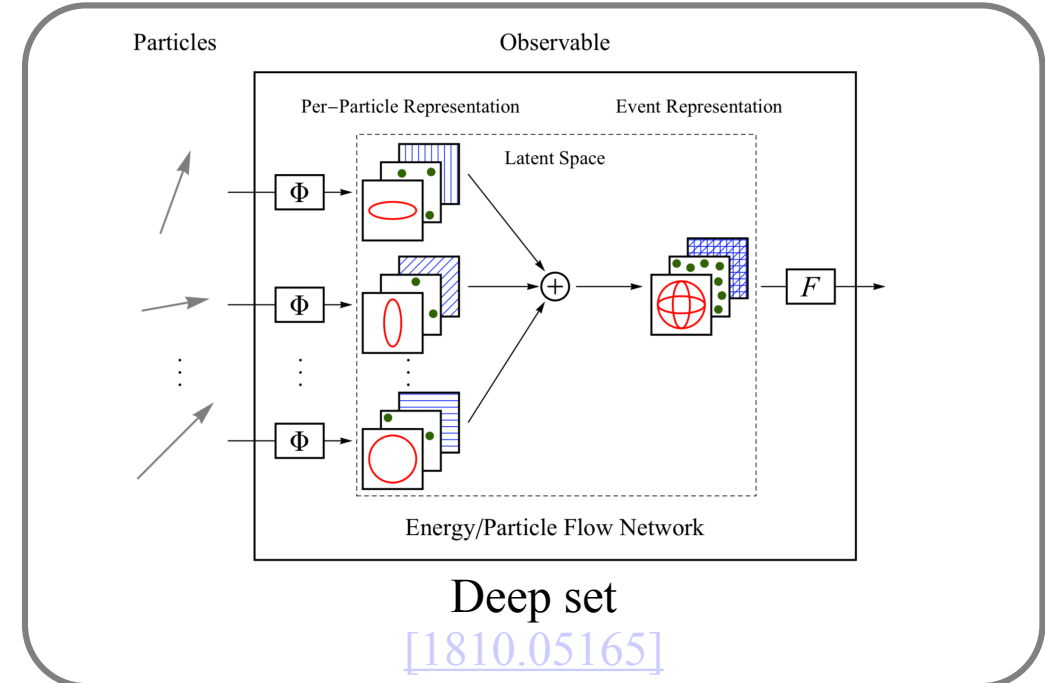 Particles
Observable
Per−Particle Representation
Event Representation
Latent Space
Φ
Φ
Φ
+
F
Energy/Particle Flow Network
Deep set
[1810.05165]